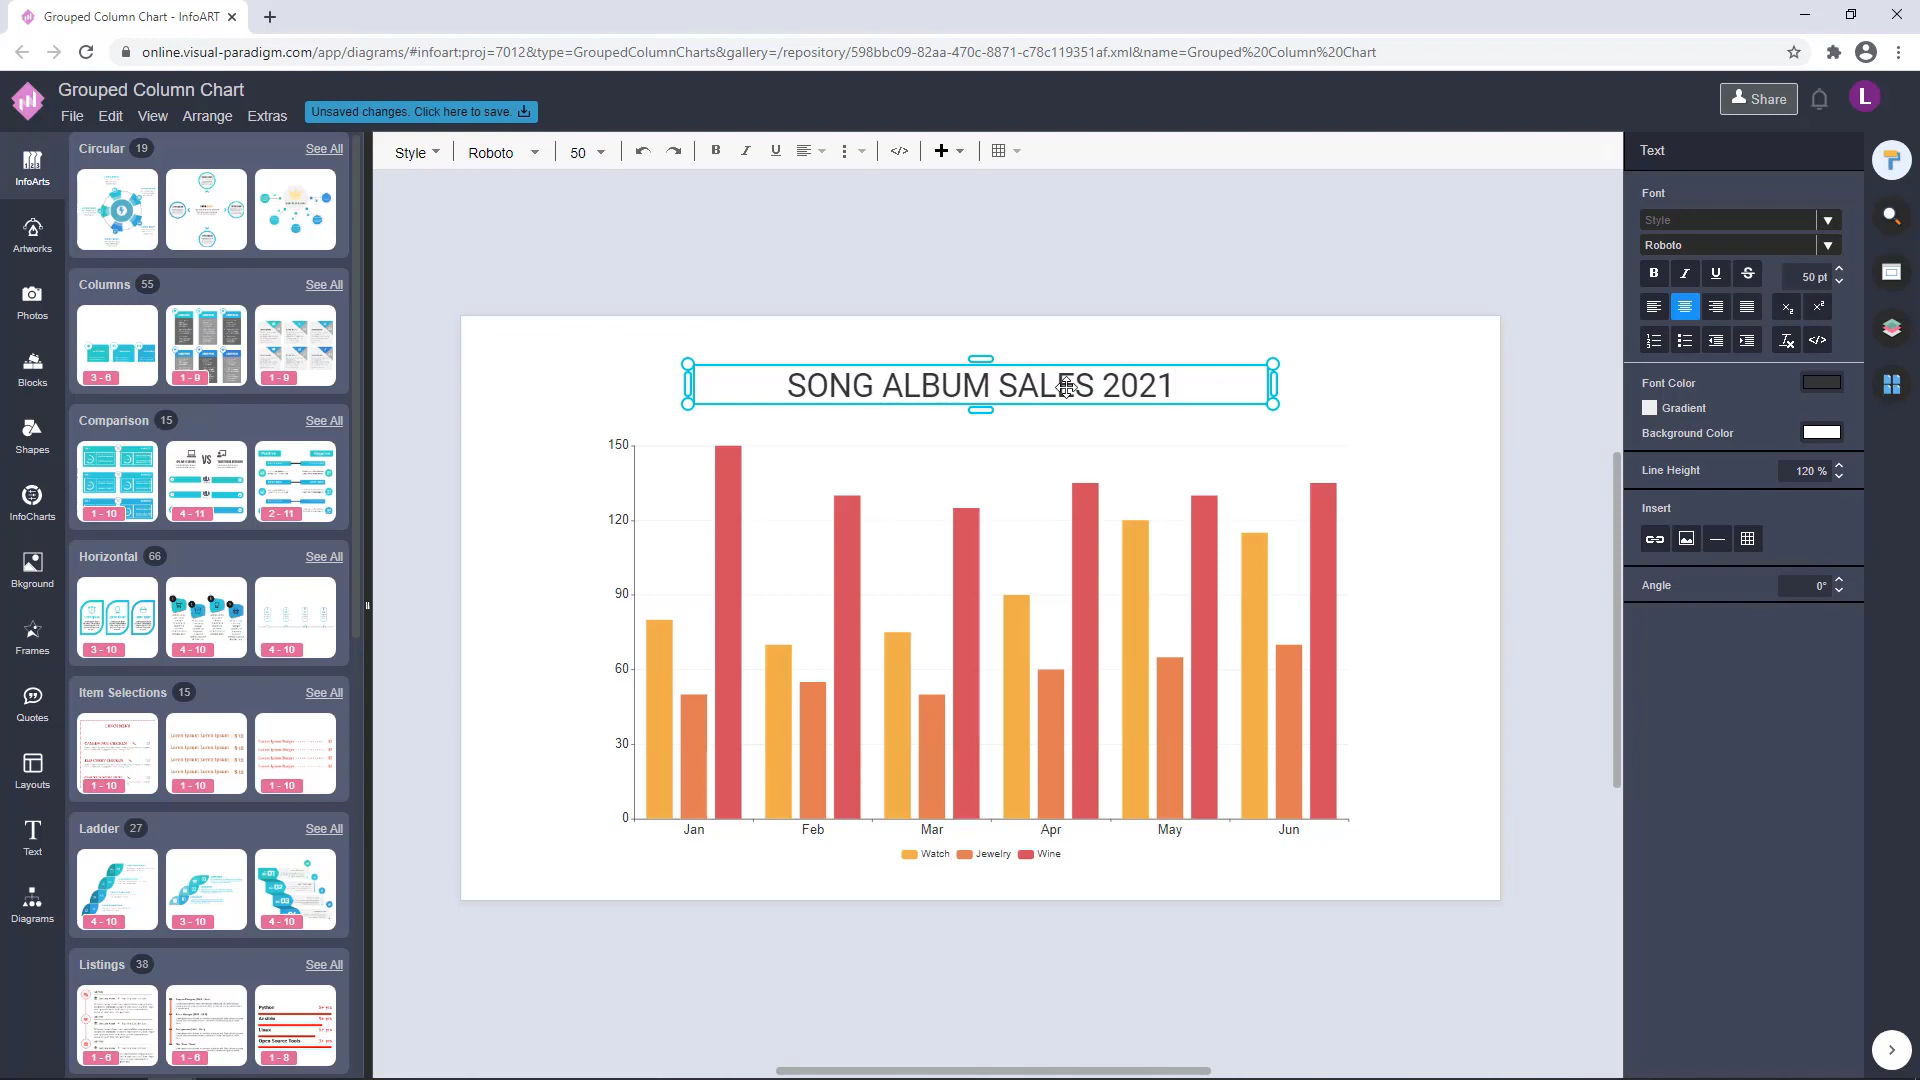 Grouped Column Chart - InfoART
online.visual-paradigm.com/app/diagrams/#infoart:proj=7012&type=GroupedColumnCharts&gallery=/repository/598bbc09-82aa-470c-8871-c78c119351af.xml&name=Grouped%20Column%20Chart
Grouped Column Chart
File Edit View Arrange Extras
Unsaved changes. Click here to save.
Share
L
InfoArts
Artworks
Photos
Blocks
Shapes
InfoCharts
Bkground
Frames
Quotes
Layouts
Text
Diagrams
Circular 19 See All
Columns 55 See All
3 - 6 1 - 9 1 - 9
Comparison 15 See All
VS
1 - 10 4 - 11 2 - 11
Horizontal 66 See All
3 - 10 4 - 10 4 - 10
Item Selections 15 See All
1 - 10 1 - 10 1 - 10
Ladder 27 See All
4 - 10 3 - 10 4 - 10
Listings 38 See All
Python
Ansible
Linux
Open Source Tools
1 - 6 1 - 6 1 - 8
Style Roboto 50 B I U
SONG ALBUM SALES 2021
150
120
90
60
30
0
Jan Feb Mar Apr May Jun
Watch Jewelry Wine
Text
Font
Style
Roboto
B I U S 50 pt
Font Color
Gradient
Background Color
Line Height 120 %
Insert
Angle 0°